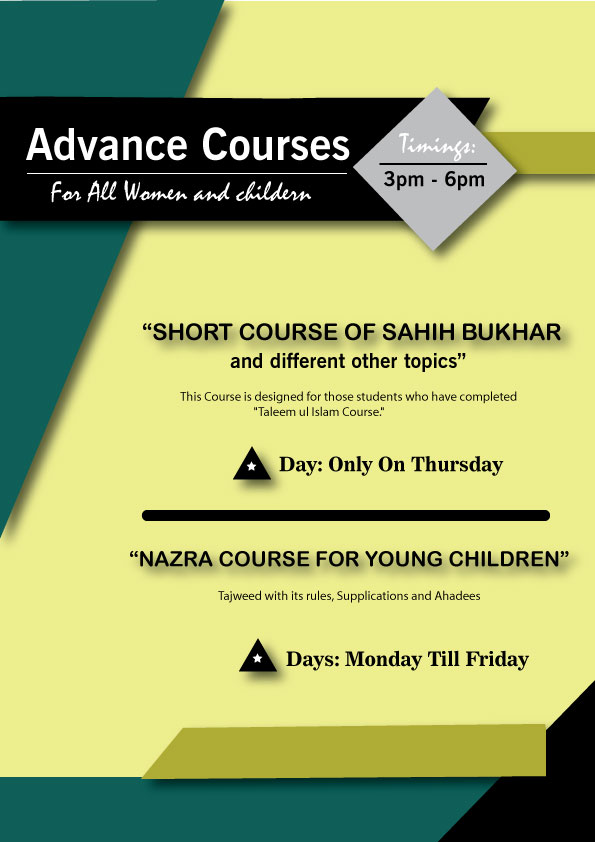 Advance Courses
For All Women and childern
Timings:
3pm - 6pm
“SHORT COURSE OF SAHIH BUKHAR
and different other topics”
This Course is designed for those students who have completed
"Taleem ul Islam Course."
Day: Only On Thursday
“NAZRA COURSE FOR YOUNG CHILDREN”
Tajweed with its rules, Supplications and Ahadees
Days: Monday Till Friday